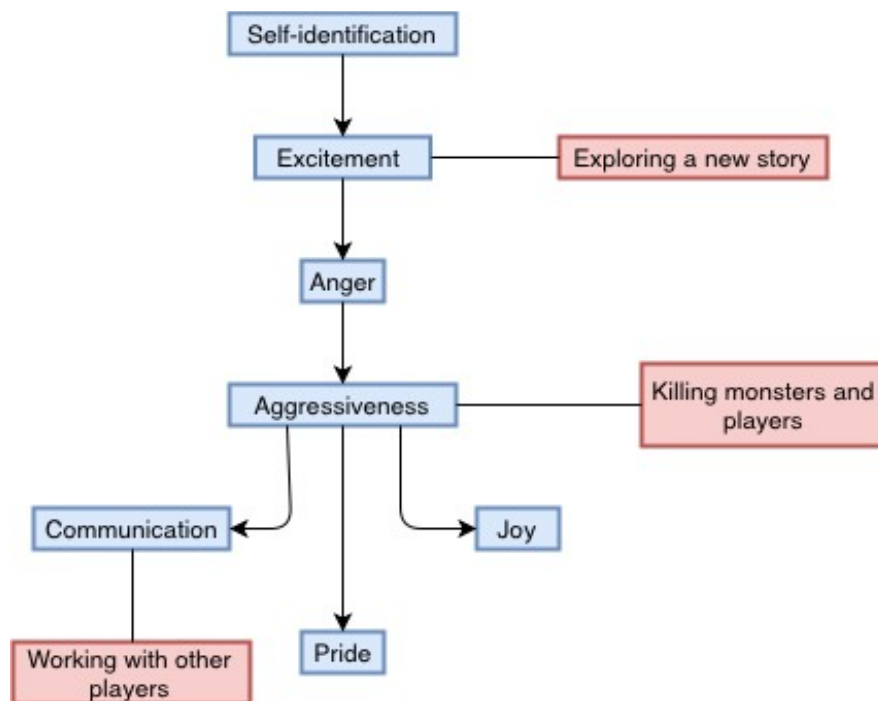 Self-identification
Excitement
Exploring a new story
Anger
Aggressiveness
Killing monsters and
players
Communication
Joy
Working with other
players
Pride